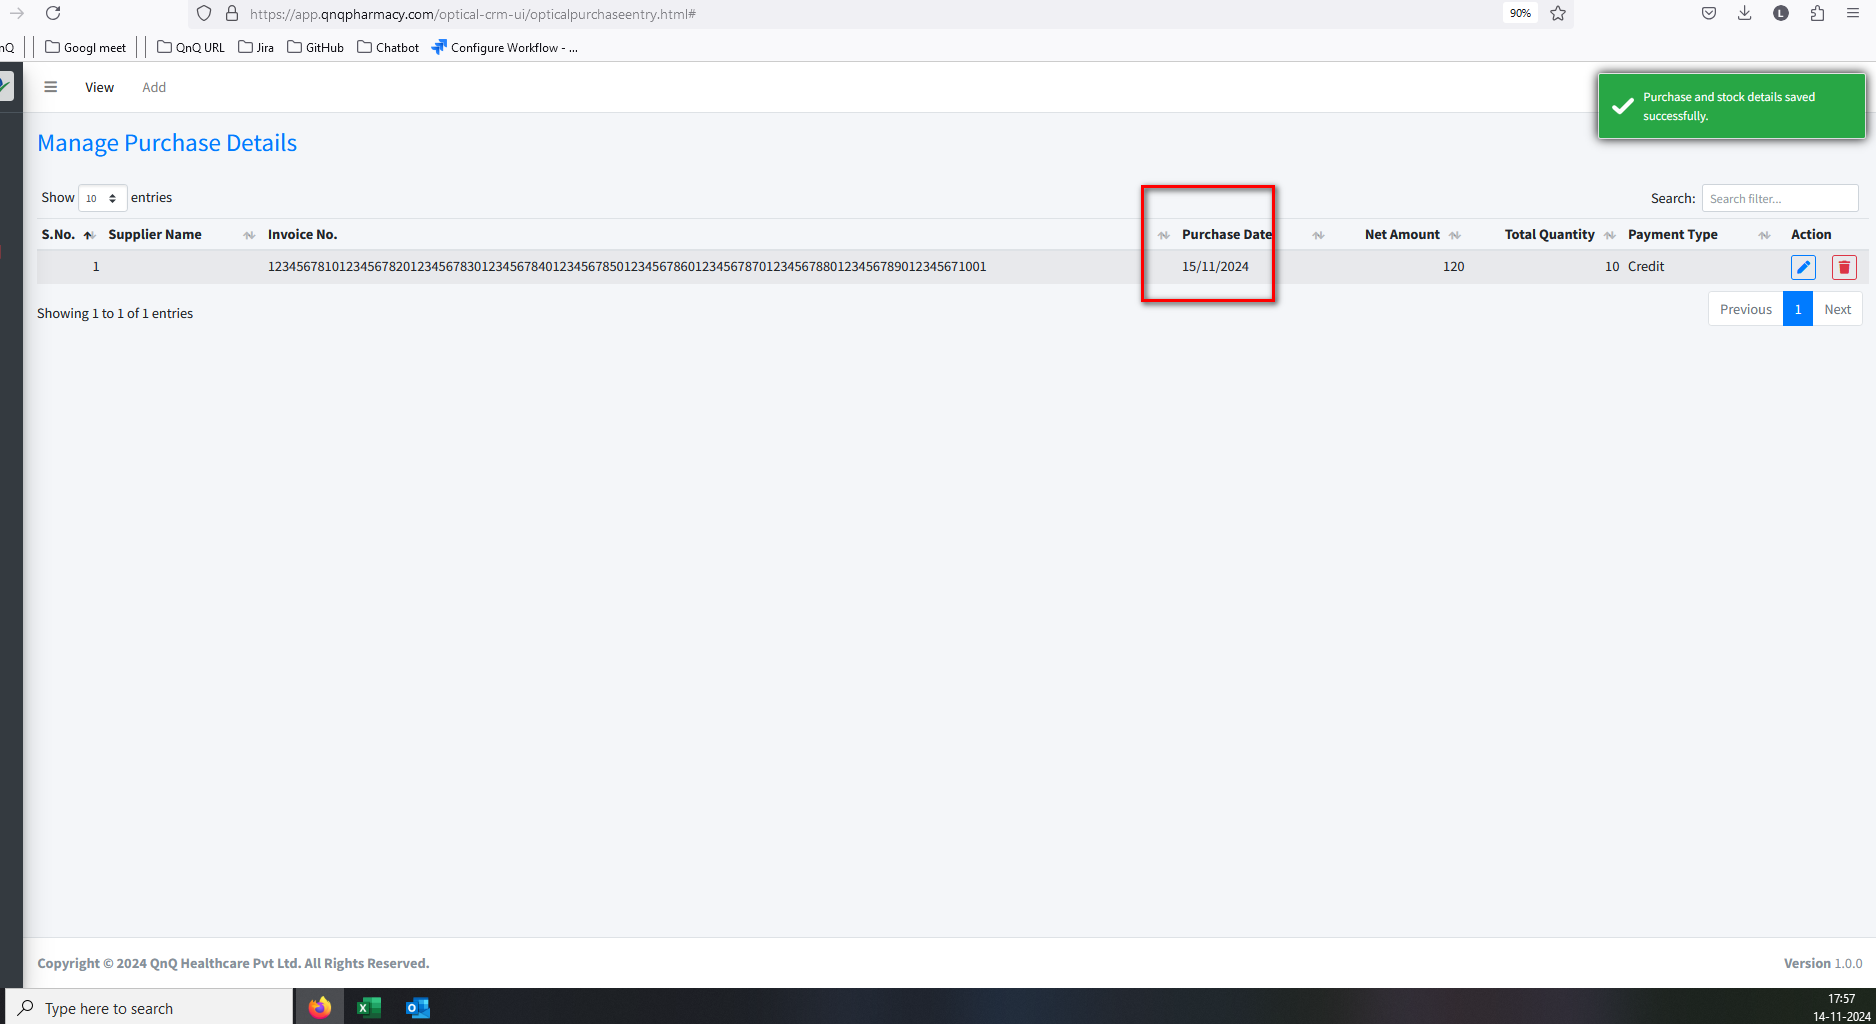 https://app.qnqpharmacy.com/optical-crm-ui/opticalpurchaseentry.html# 90% L
nQ Googl meet QnQ URL Jira GitHub Chatbot Configure Workflow - ...
View Add
Purchase and stock details saved
successfully.
Manage Purchase Details
Show 10 entries Search: Search filter...
S.No. Supplier Name Invoice No. Purchase Date Net Amount Total Quantity Payment Type Action
1 1234567810123456782012345678301234567840123456785012345678601234567870123456788012345678901234567100​1 15/11/2024 120 10 Credit
Showing 1 to 1 of 1 entries Previous 1 Next
Copyright © 2024 QnQ Healthcare Pvt Ltd. All Rights Reserved. Version 1.0.0
Type here to search
17:57
14-11-2024